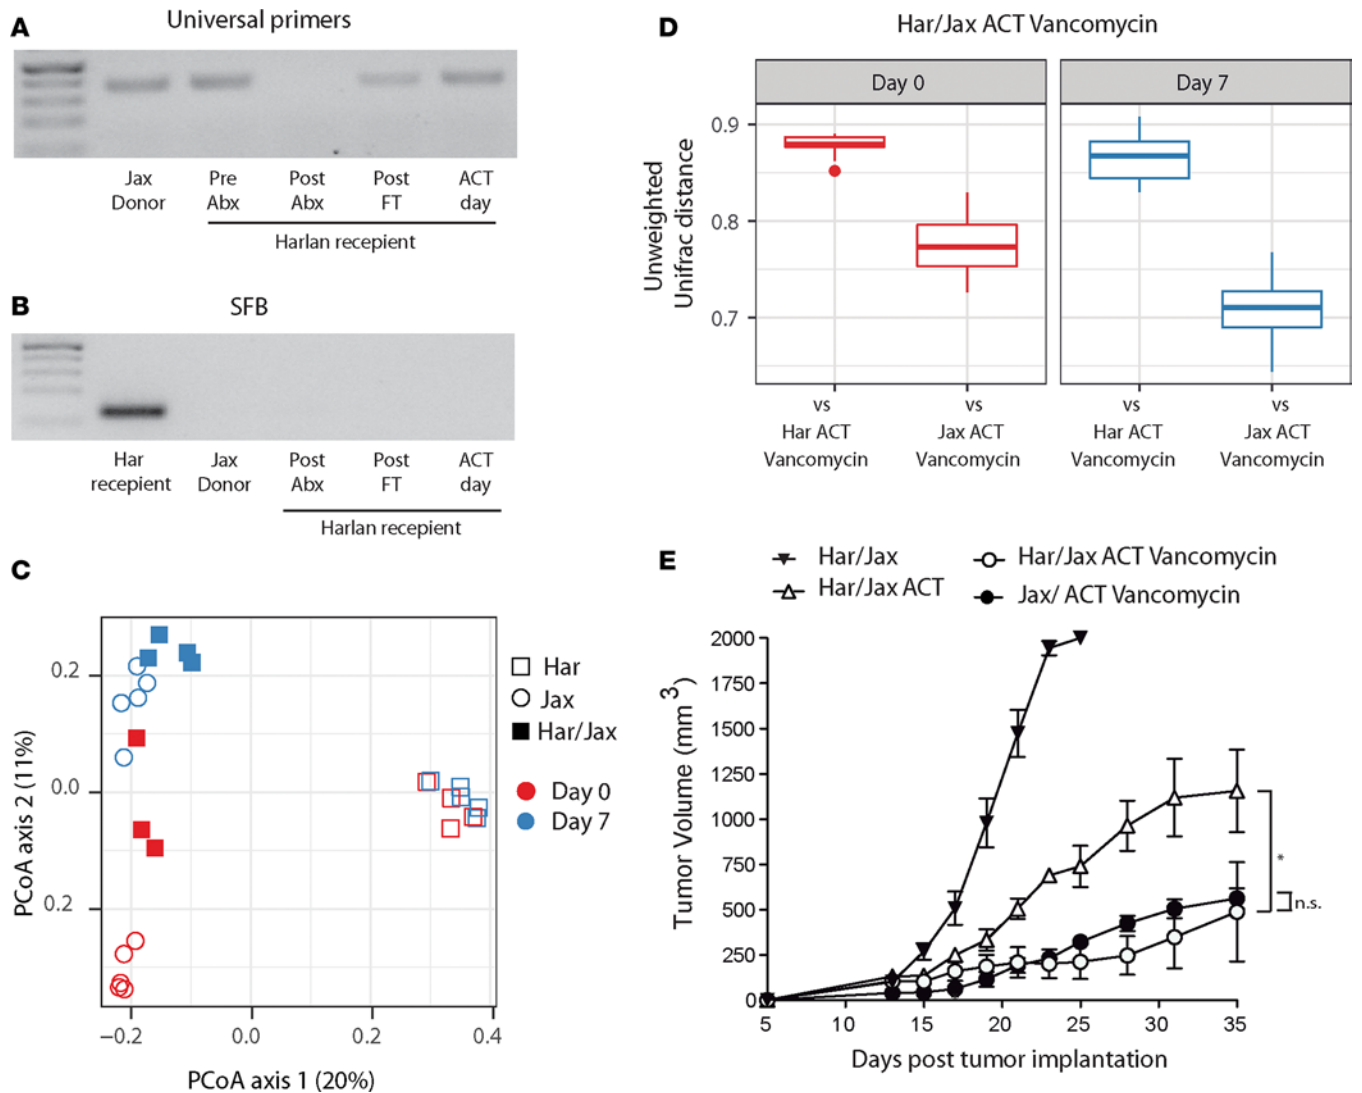 A
Universal primers
Jax
Donor
Pre
Abx
Post
Abx
Post
FT
ACT
day
Harlan recepient
B
SFB
Har
recepient
Jax
Donor
Post
Abx
Post
FT
ACT
day
Harlan recepient
C
PCoA axis 2 (11%)
0.2
0.0
0.2
−0.2
0.0
0.2
0.4
PCoA axis 1 (20%)
Har
Jax
Har/Jax
Day 0
Day 7
D
Har/Jax ACT Vancomycin
Day 0
Day 7
Unweighted
Unifrac distance
0.9
0.8
0.7
vs
Har ACT
Vancomycin
vs
Jax ACT
Vancomycin
vs
Har ACT
Vancomycin
vs
Jax ACT
Vancomycin
E
Har/Jax
Har/Jax ACT
Har/Jax ACT Vancomycin
Jax/ ACT Vancomycin
Tumor Volume (mm3)
2000
1750
1500
1250
1000
750
500
250
0
5
10
15
20
25
30
35
Days post tumor implantation
*
n.s.